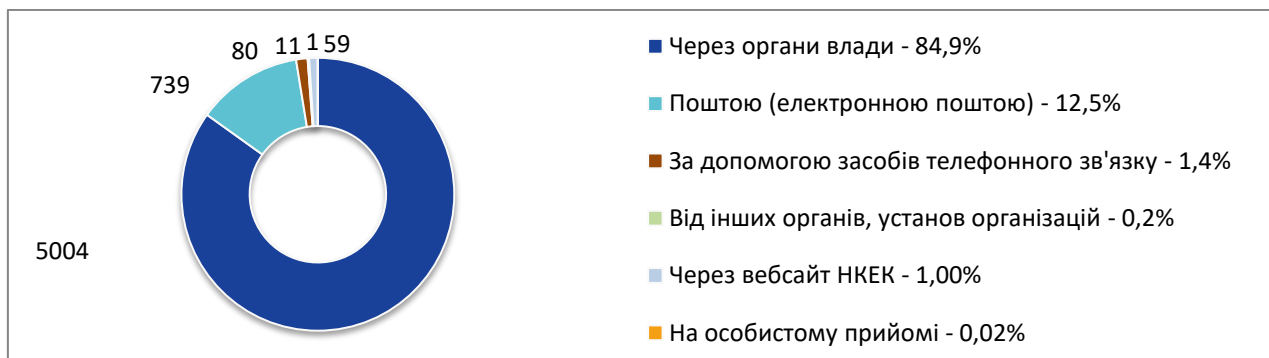 80 11 1 59
739
5004
Через органи влади - 84,9%
Поштою (електронною поштою) - 12,5%
За допомогою засобів телефонного зв'язку - 1,4%
Від інших органів, установ організацій - 0,2%
Через вебсайт НКЕК - 1,00%
На особистому прийомі - 0,02%